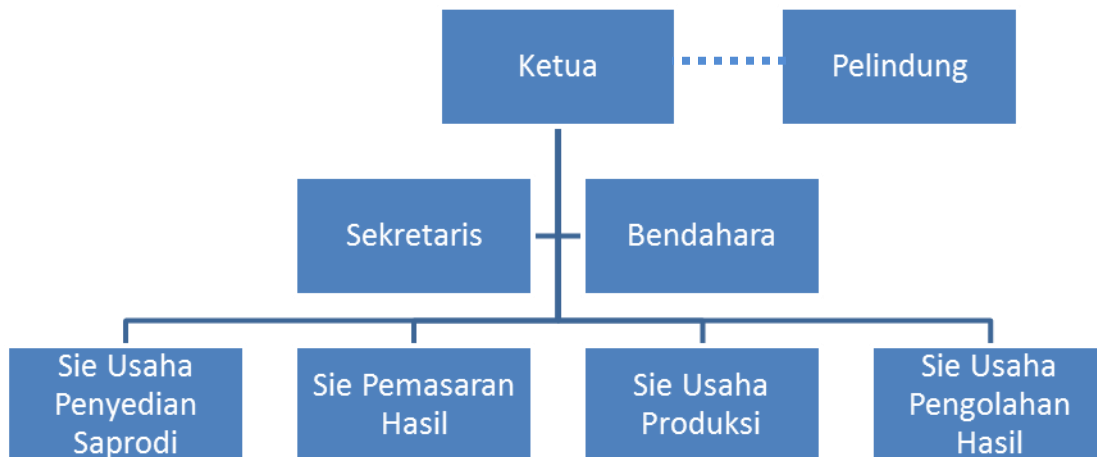 Ketua
Pelindung
Sekretaris
Bendahara
Sie Usaha
Penyedian
Saprodi
Sie Pemasaran
Hasil
Sie Usaha
Produksi
Sie Usaha
Pengolahan
Hasil